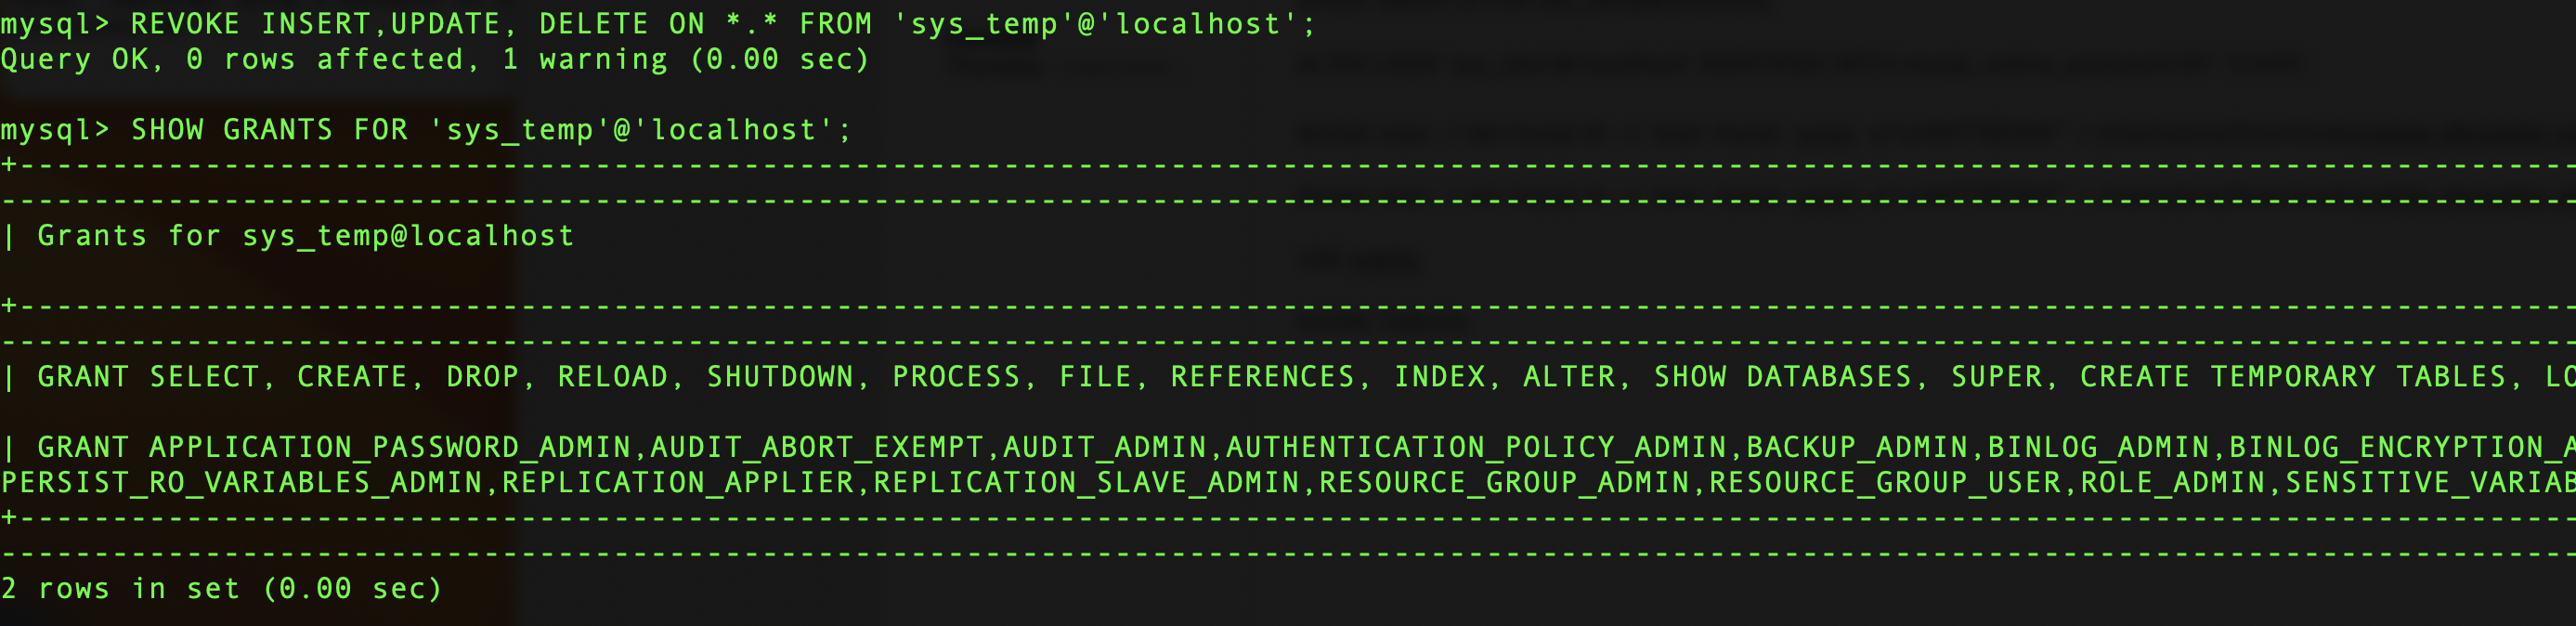 mysql> REVOKE INSERT,UPDATE, DELETE ON *.* FROM 'sys_temp'@'localhost';
Query OK, 0 rows affected, 1 warning (0.00 sec)
mysql> SHOW GRANTS FOR 'sys_temp'@'localhost';
+-----------------------------------------------------------------------------------------------------------------------------------------
-------------------------------------------------------------------------------------------------------------------------------------------
| Grants for sys_temp@localhost
+-----------------------------------------------------------------------------------------------------------------------------------------
-------------------------------------------------------------------------------------------------------------------------------------------
| GRANT SELECT, CREATE, DROP, RELOAD, SHUTDOWN, PROCESS, FILE, REFERENCES, INDEX, ALTER, SHOW DATABASES, SUPER, CREATE TEMPORARY TABLES, LO
| GRANT APPLICATION_PASSWORD_ADMIN,AUDIT_ABORT_EXEMPT,AUDIT_ADMIN,AUTHENTICATION_POLICY_ADMIN,BACKUP_ADMIN,BINLOG_ADMIN,BINLOG_ENCRYPTION_A
PERSIST_RO_VARIABLES_ADMIN,REPLICATION_APPLIER,REPLICATION_SLAVE_ADMIN,RESOURCE_GROUP_ADMIN,RESOURCE_GROUP_USER,ROLE_ADMIN,SENSITIVE_VARIAB
+-----------------------------------------------------------------------------------------------------------------------------------------
-------------------------------------------------------------------------------------------------------------------------------------------
2 rows in set (0.00 sec)